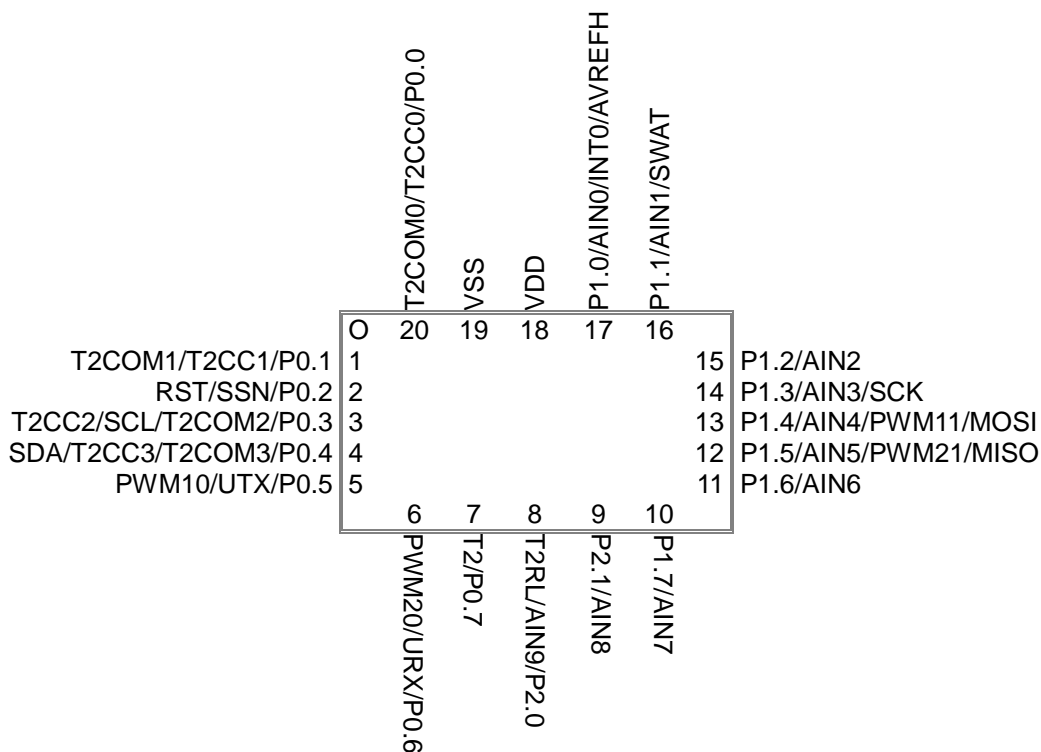 T2COM0/T2CC0/P0.0
VSS
VDD
P1.0/AIN0/INT0/AVREFH
P1.1/AIN1/SWAT
O 20 19 18 17 16
T2COM1/T2CC1/P0.1 1 15 P1.2/AIN2
RST/SSN/P0.2 2 14 P1.3/AIN3/SCK
T2CC2/SCL/T2COM2/P0.3 3 13 P1.4/AIN4/PWM11/MOSI
SDA/T2CC3/T2COM3/P0.4 4 12 P1.5/AIN5/PWM21/MISO
PWM10/UTX/P0.5 5 11 P1.6/AIN6
6 7 8 9 10
PWM20/URX/P0.6
T2/P0.7
T2RL/AIN9/P2.0
P2.1/AIN8
P1.7/AIN7